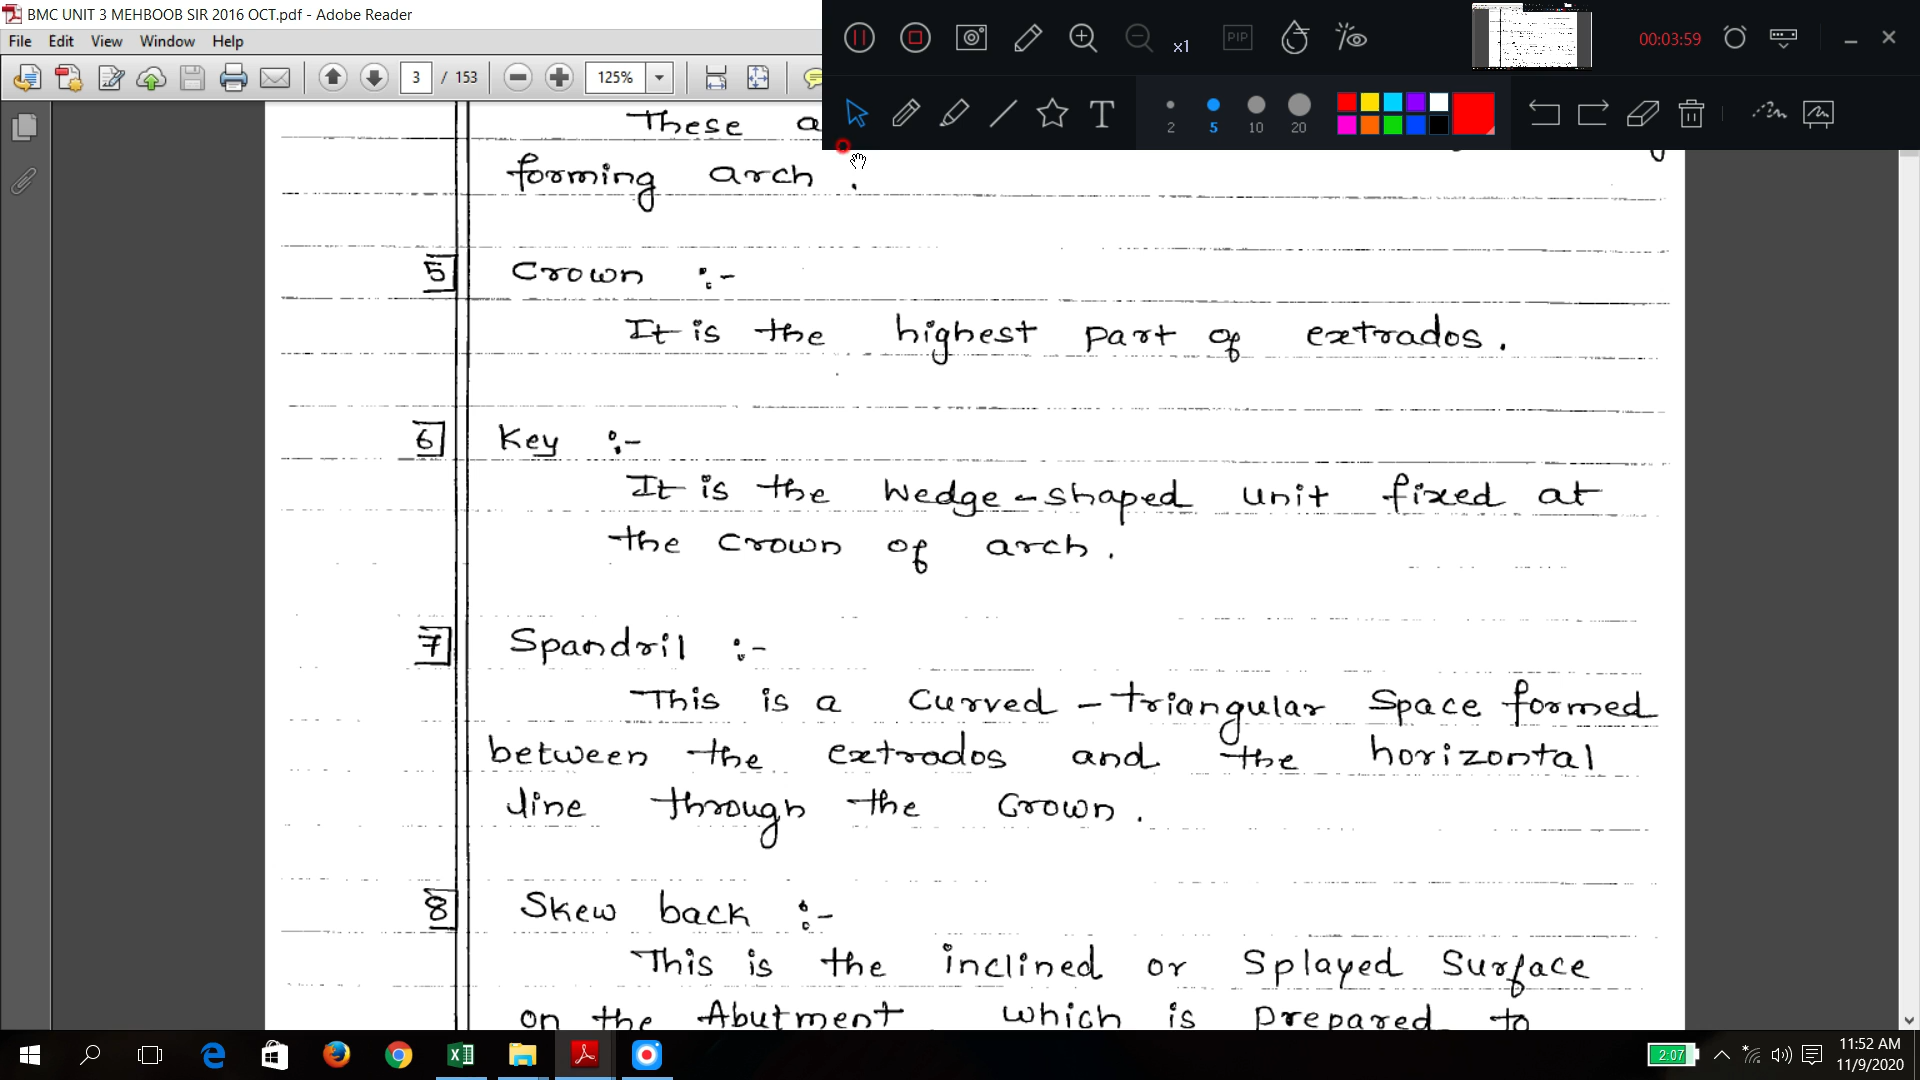 BMC UNIT 3 MEHBOOB SIR 2016 OCT.pdf - Adobe Reader
File Edit View Window Help
3 / 153 125%
x1 PIP 00:03:59
T 2 5 10 20
These
forming arch .
5 Crown :-
It is the highest part of extrados .
6 Key :-
It is the Wedge - shaped unit fixed at
the crown of arch .
7 Spandril :-
This is a Curved - triangular Space formed
between the extrados and the horizontal
line through the Crown .
8 Skew back :-
This is the inclined or Splayed Surface
on the Abutment which is prepared to
2:07
11:52 AM
11/9/2020